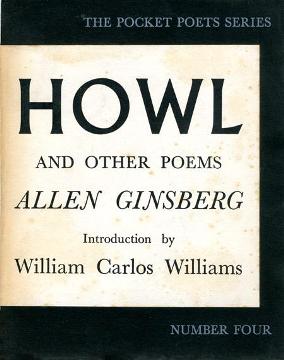 THE POCKET POETS SERIES
HOWL
AND OTHER POEMS
ALLEN GINSBERG
Introduction by
William Carlos Williams
NUMBER FOUR